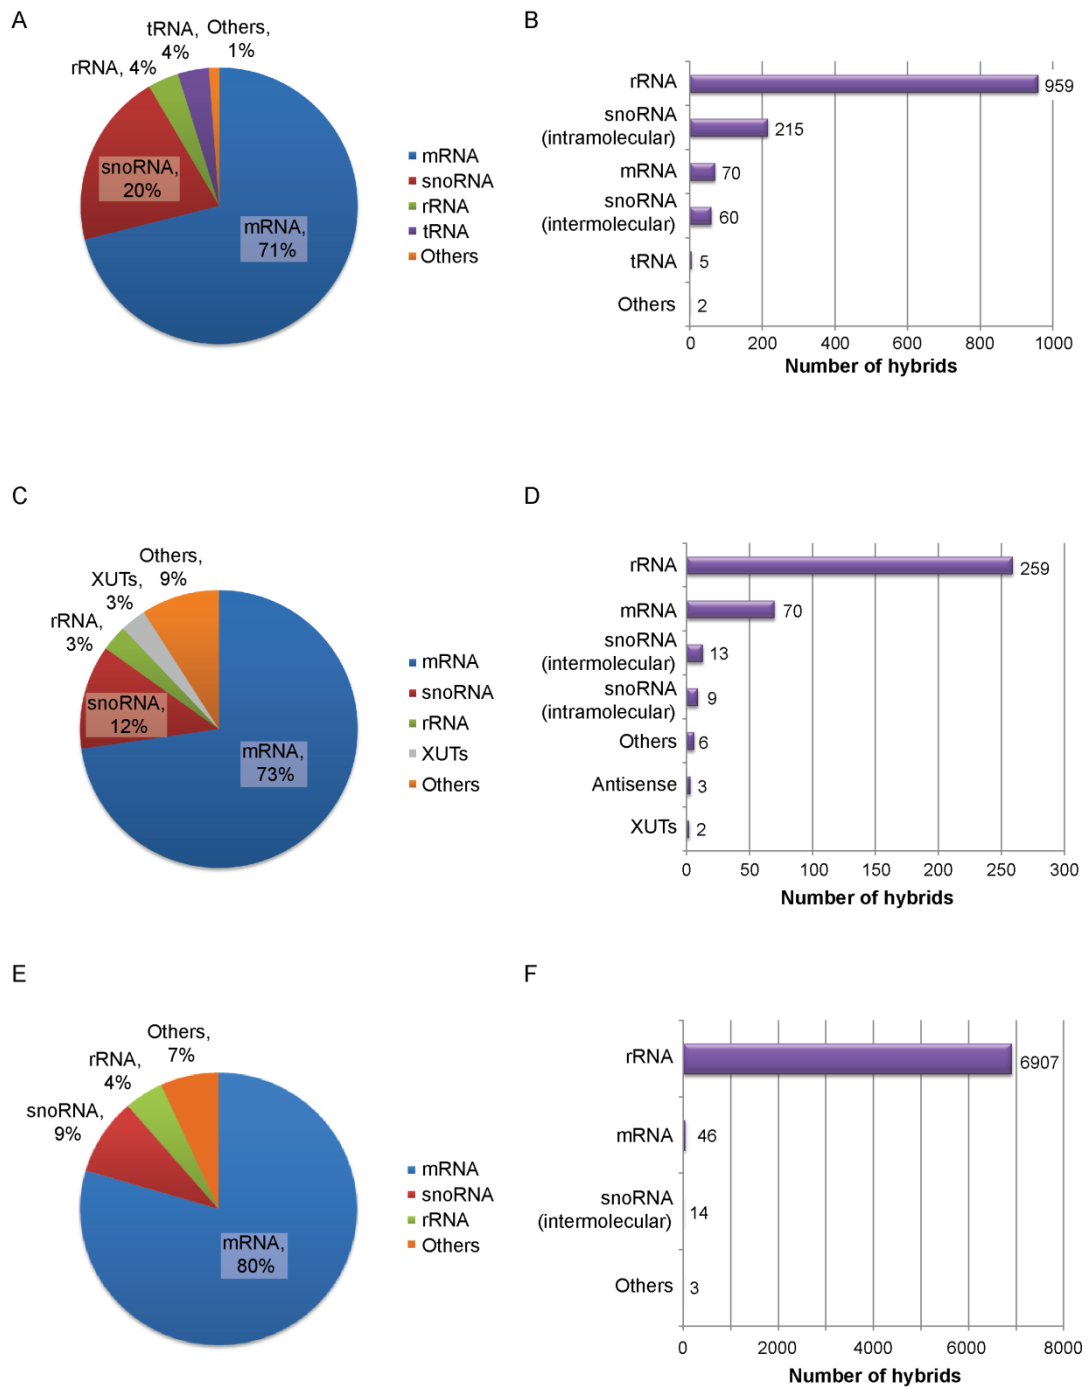 A
tRNA,
4%
Others,
1%
rRNA, 4%
snoRNA,
20%
mRNA,
71%
mRNA
snoRNA
rRNA
tRNA
Others
B
rRNA
959
snoRNA
(intramolecular)
215
mRNA
70
snoRNA
(intermolecular)
60
tRNA
5
Others
2
0 200 400 600 800 1000
Number of hybrids
C
Others,
9%
XUTs,
3%
rRNA,
3%
snoRNA,
12%
mRNA,
73%
mRNA
snoRNA
rRNA
XUTs
Others
D
rRNA
259
mRNA
70
snoRNA
(intermolecular)
13
snoRNA
(intramolecular)
9
Others
6
Antisense
3
XUTs
2
0 50 100 150 200 250 300
Number of hybrids
E
Others,
7%
rRNA,
4%
snoRNA,
9%
mRNA,
80%
mRNA
snoRNA
rRNA
Others
F
rRNA
6907
mRNA
46
snoRNA
(intermolecular)
14
Others
3
0 2000 4000 6000 8000
Number of hybrids